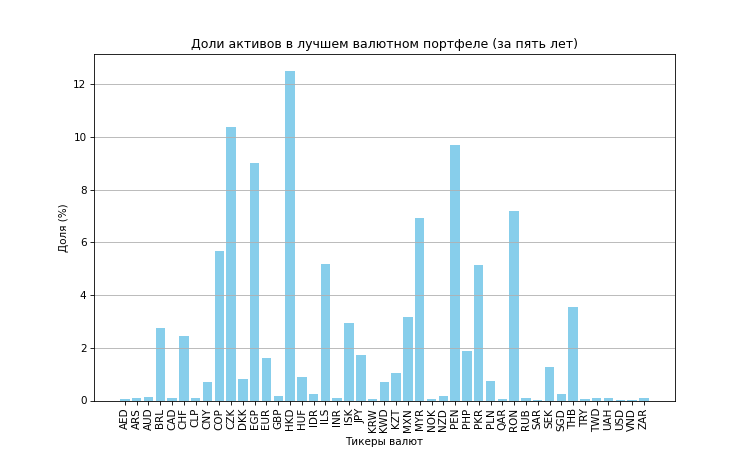 Доли активов в лучшем валютном портфеле (за пять лет)
Доля (%)
12
10
8
6
4
2
0
AED ARS AUD BRL CAD CHF CLP CNY COP CZK DKK EGP EUR GBP HKD HUF IDR ILS INR ISK JPY KRW KWD KZT MXN MYR NOK NZD PEN PHP PKR PLN QAR RON RUB SAR SEK SGD THB TRY TWD UAH USD VND ZAR
Тикеры валют